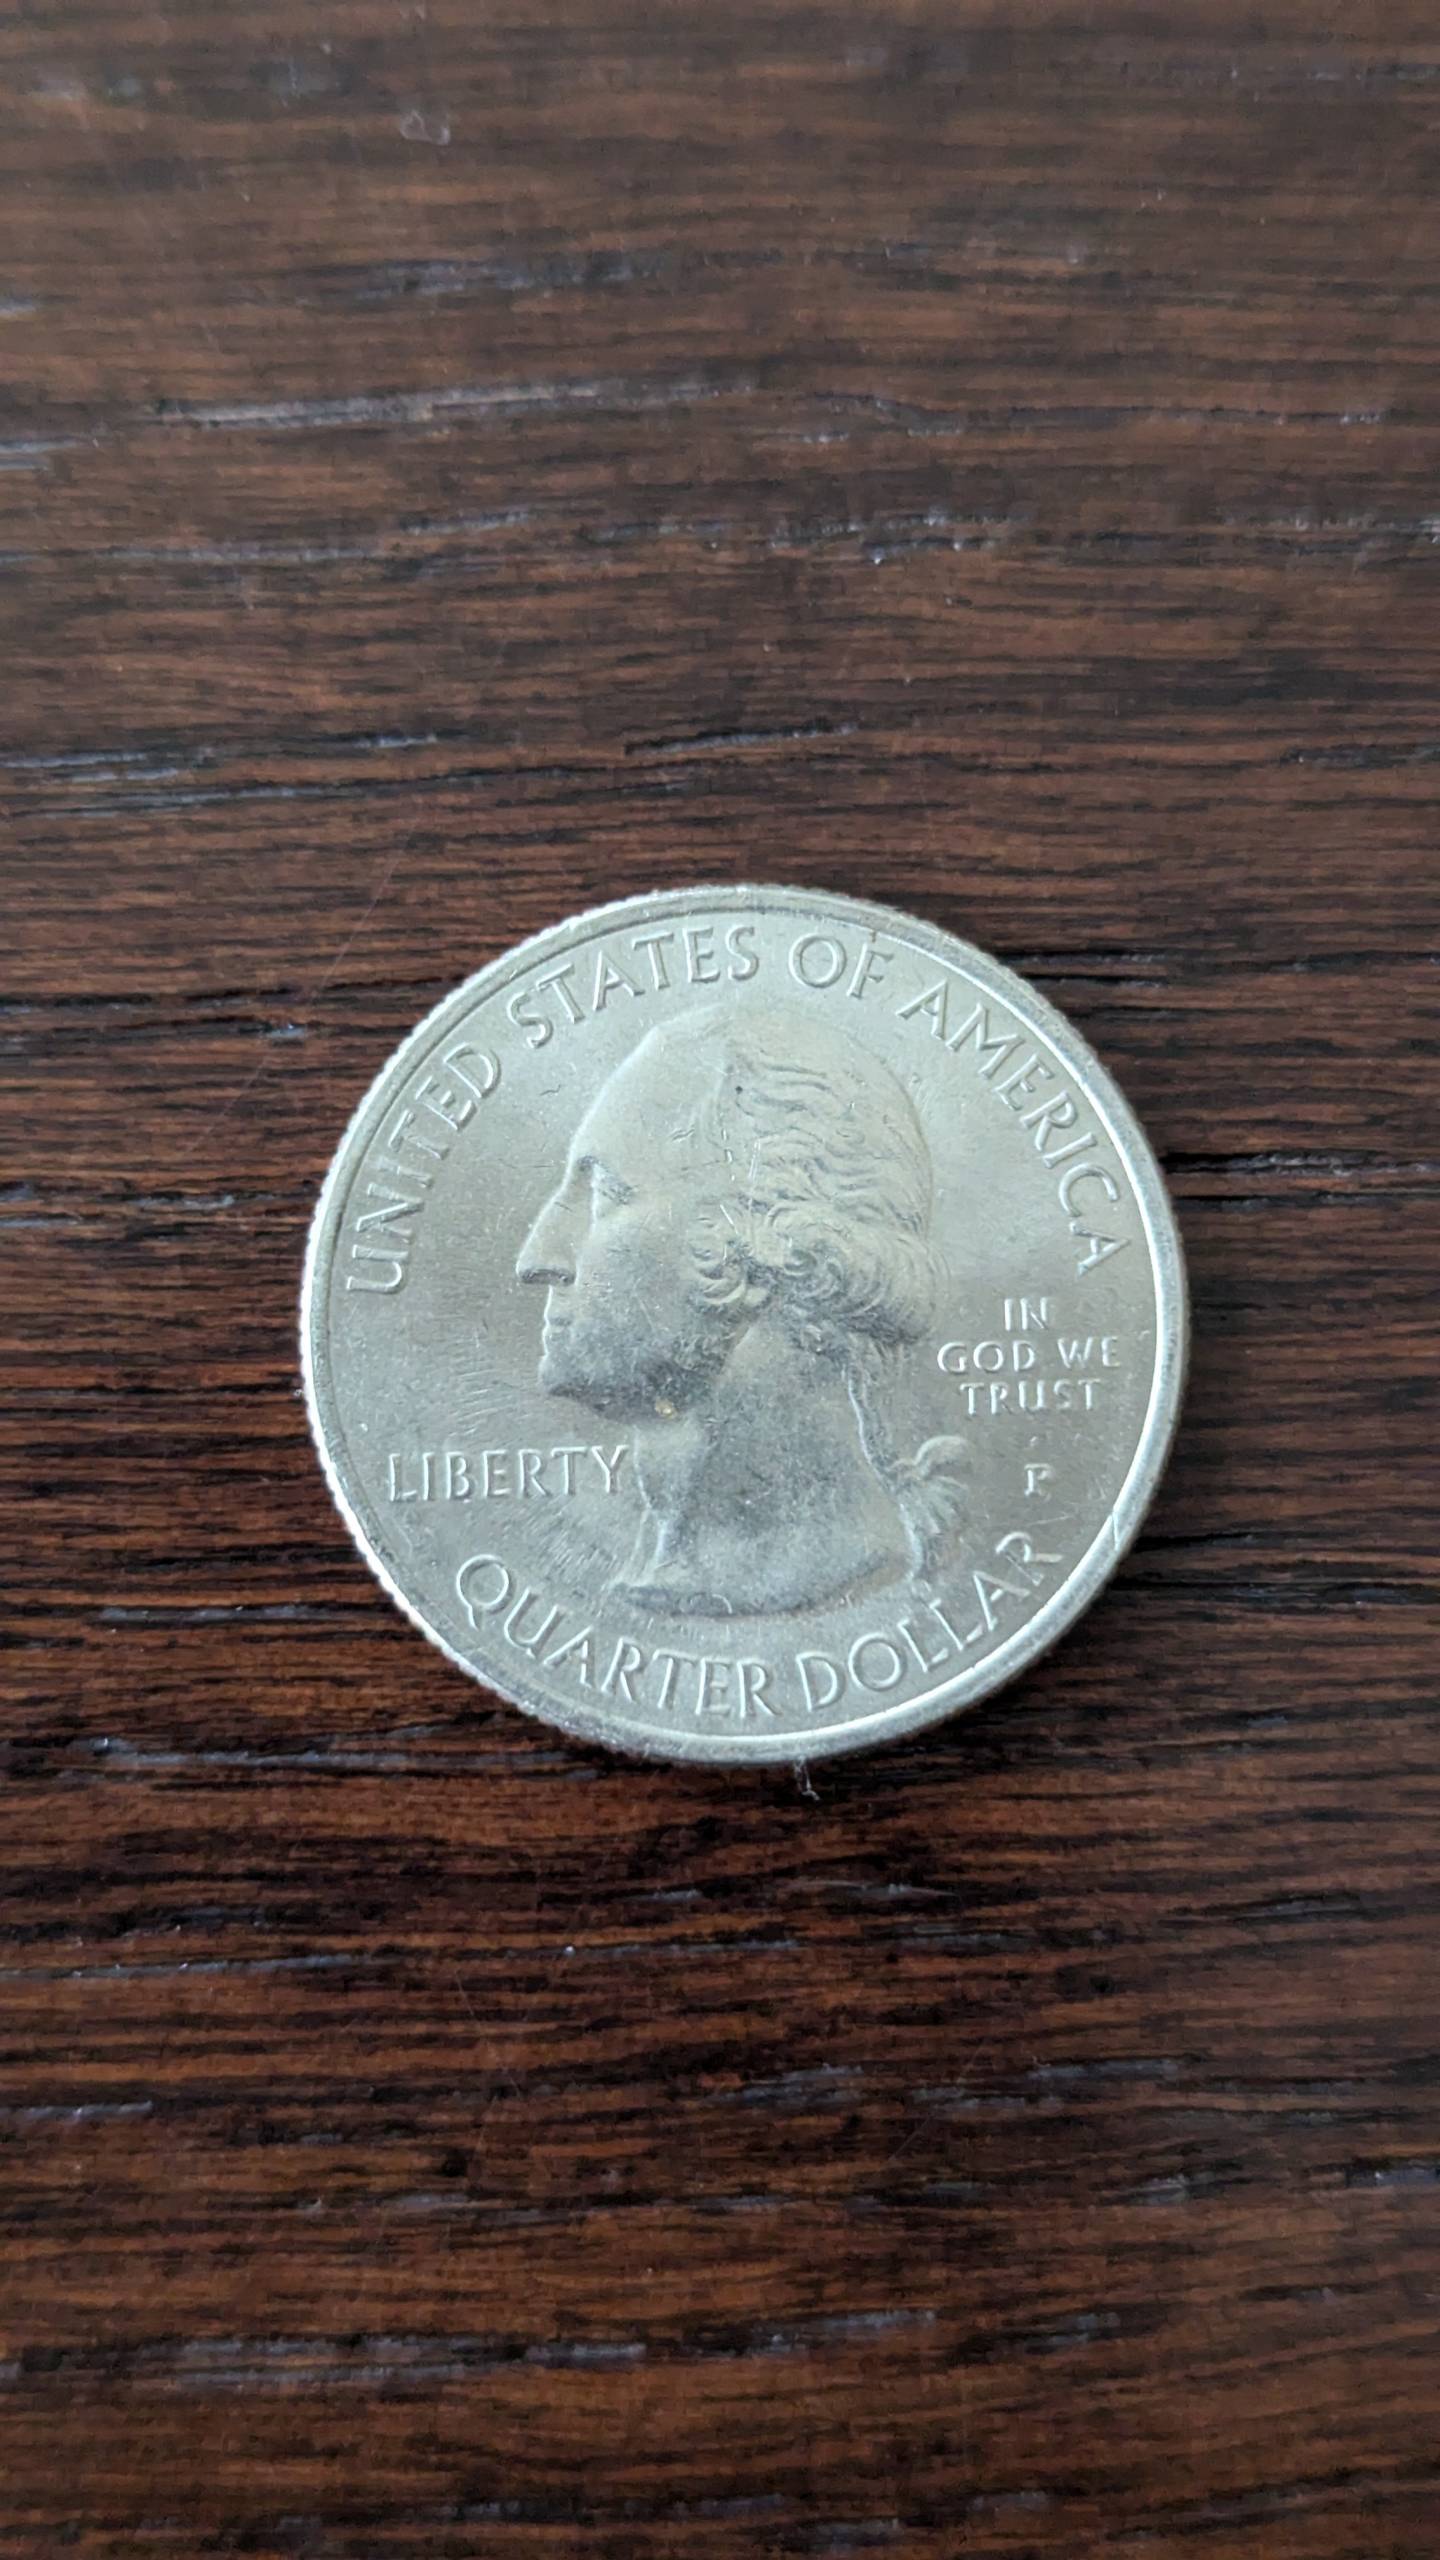 UNITED STATES OF AMERICA
IN
GOD WE
TRUST
LIBERTY
P
QUARTER DOLLAR